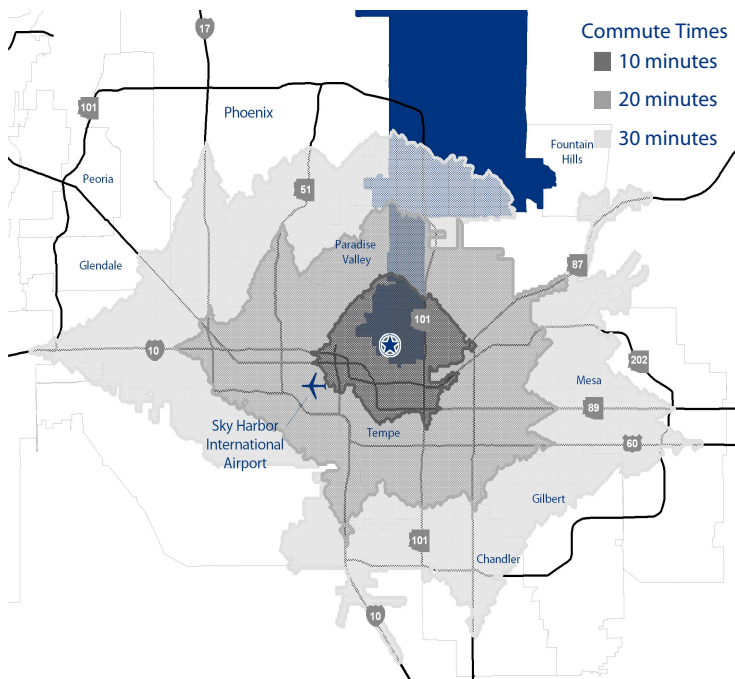 Commute Times
10 minutes
20 minutes
30 minutes
17
101
Phoenix
Fountain
Hills
Peoria
51
Paradise
Valley
Glendale
87
101
10
202
Mesa
89
Sky Harbor
International
Airport
Tempe
60
Gilbert
101
Chandler
10